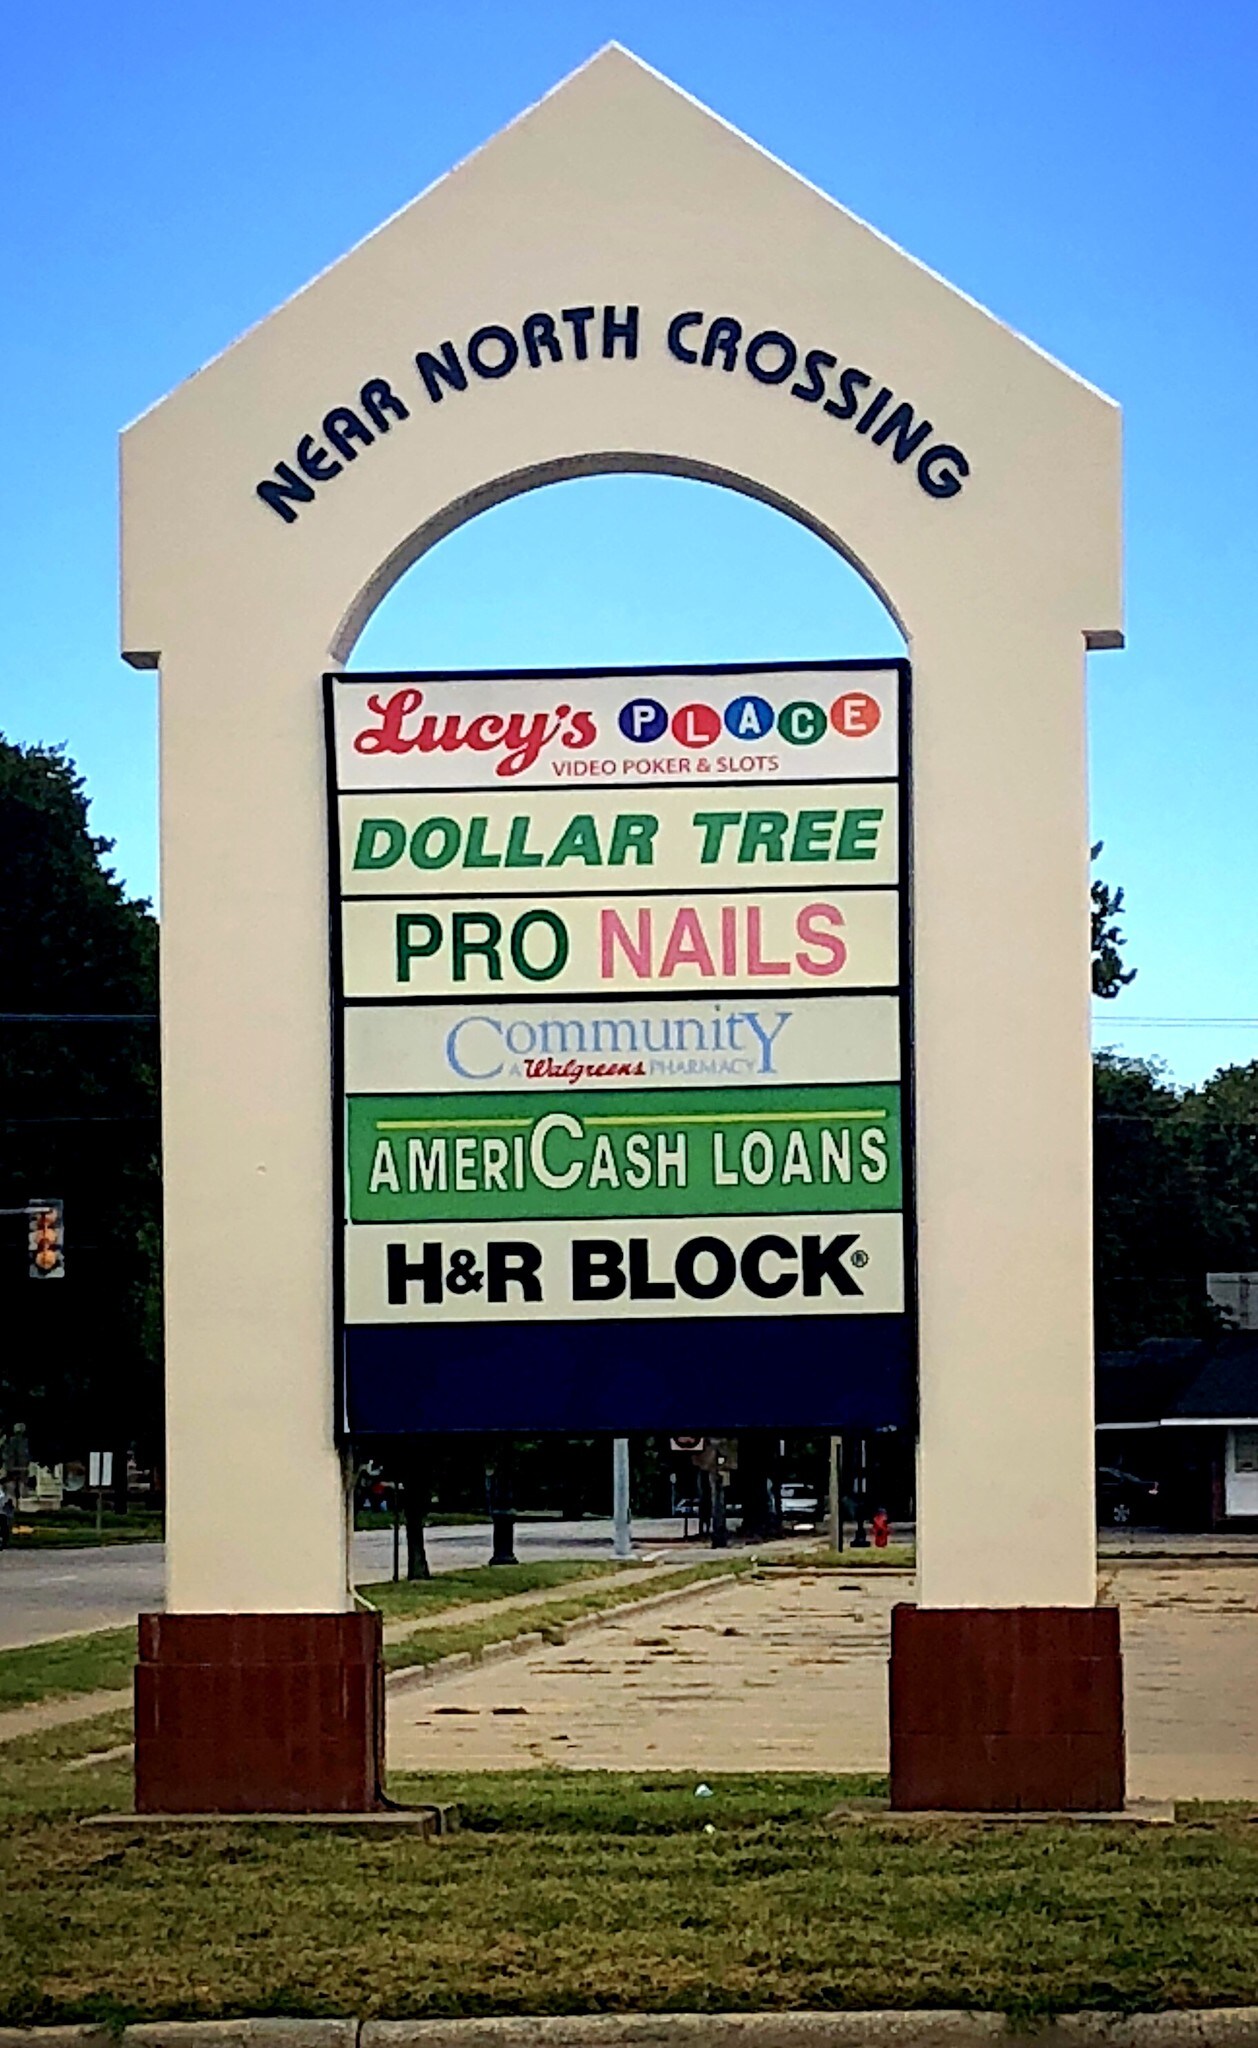 NEAR NORTH CROSSING
Lucy's PLACE
VIDEO POKER & SLOTS
DOLLAR TREE
PRO NAILS
CommunitY
A Walgreens PHARMACY
AMERICASH LOANS
H&R BLOCK®